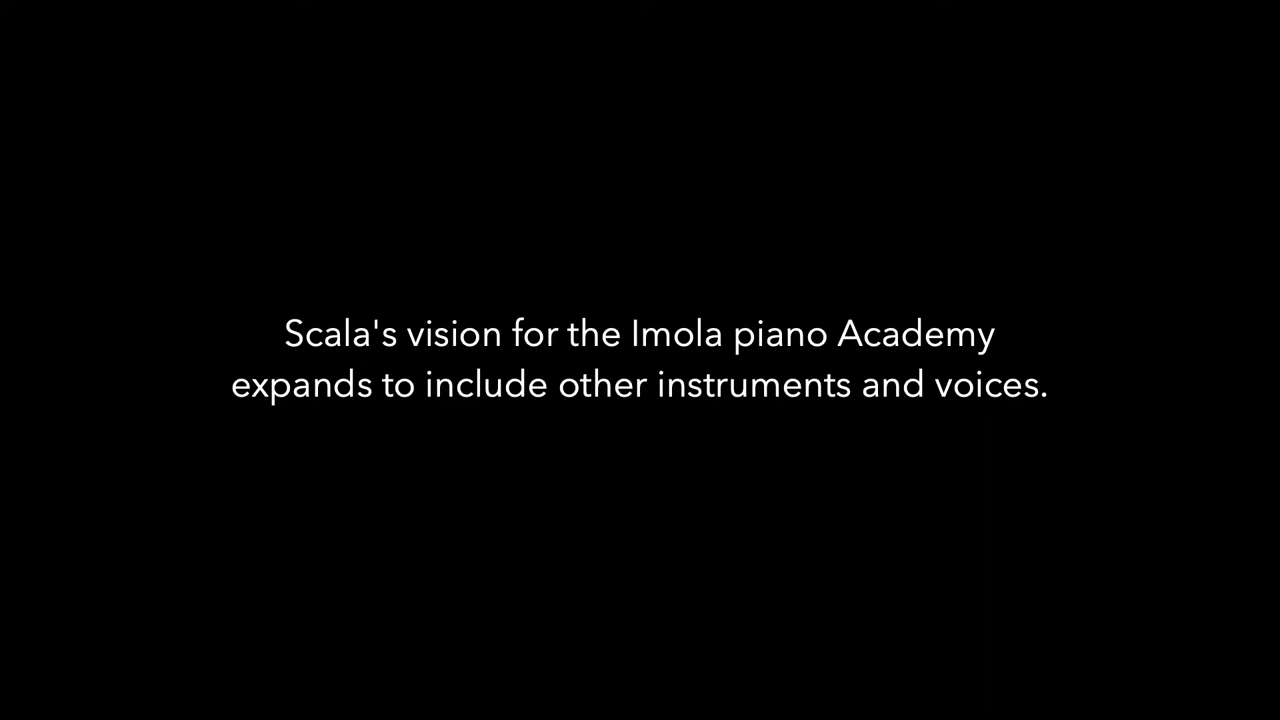 Scala's vision for the Imola piano Academy
expands to include other instruments and voices.